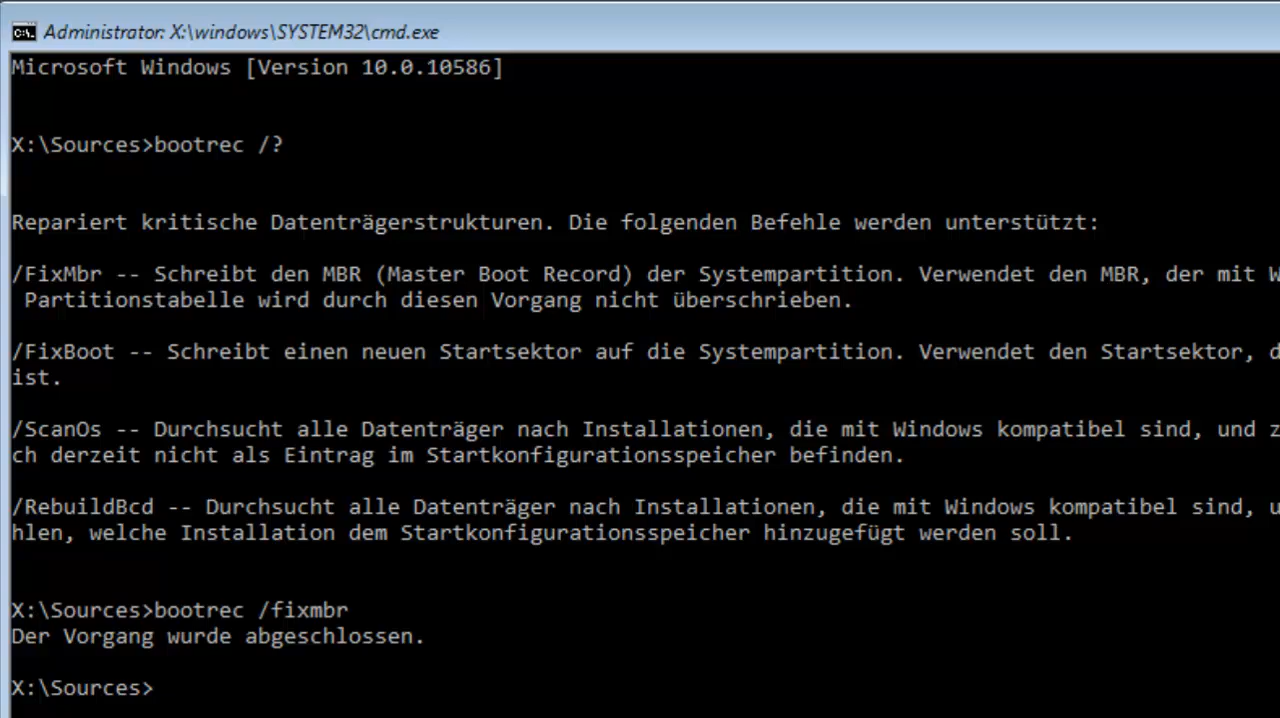 Administrator: X:\windows\SYSTEM32\cmd.exe
Microsoft Windows [Version 10.0.10586]
X:\Sources>bootrec /?
Repariert kritische Datenträgerstrukturen. Die folgenden Befehle werden unterstützt:
/FixMbr -- Schreibt den MBR (Master Boot Record) der Systempartition. Verwendet den MBR, der mit
Partitionstabelle wird durch diesen Vorgang nicht überschrieben.
/FixBoot -- Schreibt einen neuen Startsektor auf die Systempartition. Verwendet den Startsektor,
ist.
/ScanOs -- Durchsucht alle Datenträger nach Installationen, die mit Windows kompatibel sind, und z
ch derzeit nicht als Eintrag im Startkonfigurationsspeicher befinden.
/RebuildBcd -- Durchsucht alle Datenträger nach Installationen, die mit Windows kompatibel sind,
hlen, welche Installation dem Startkonfigurationsspeicher hinzugefügt werden soll.
X:\Sources>bootrec /fixmbr
Der Vorgang wurde abgeschlossen.
X:\Sources>